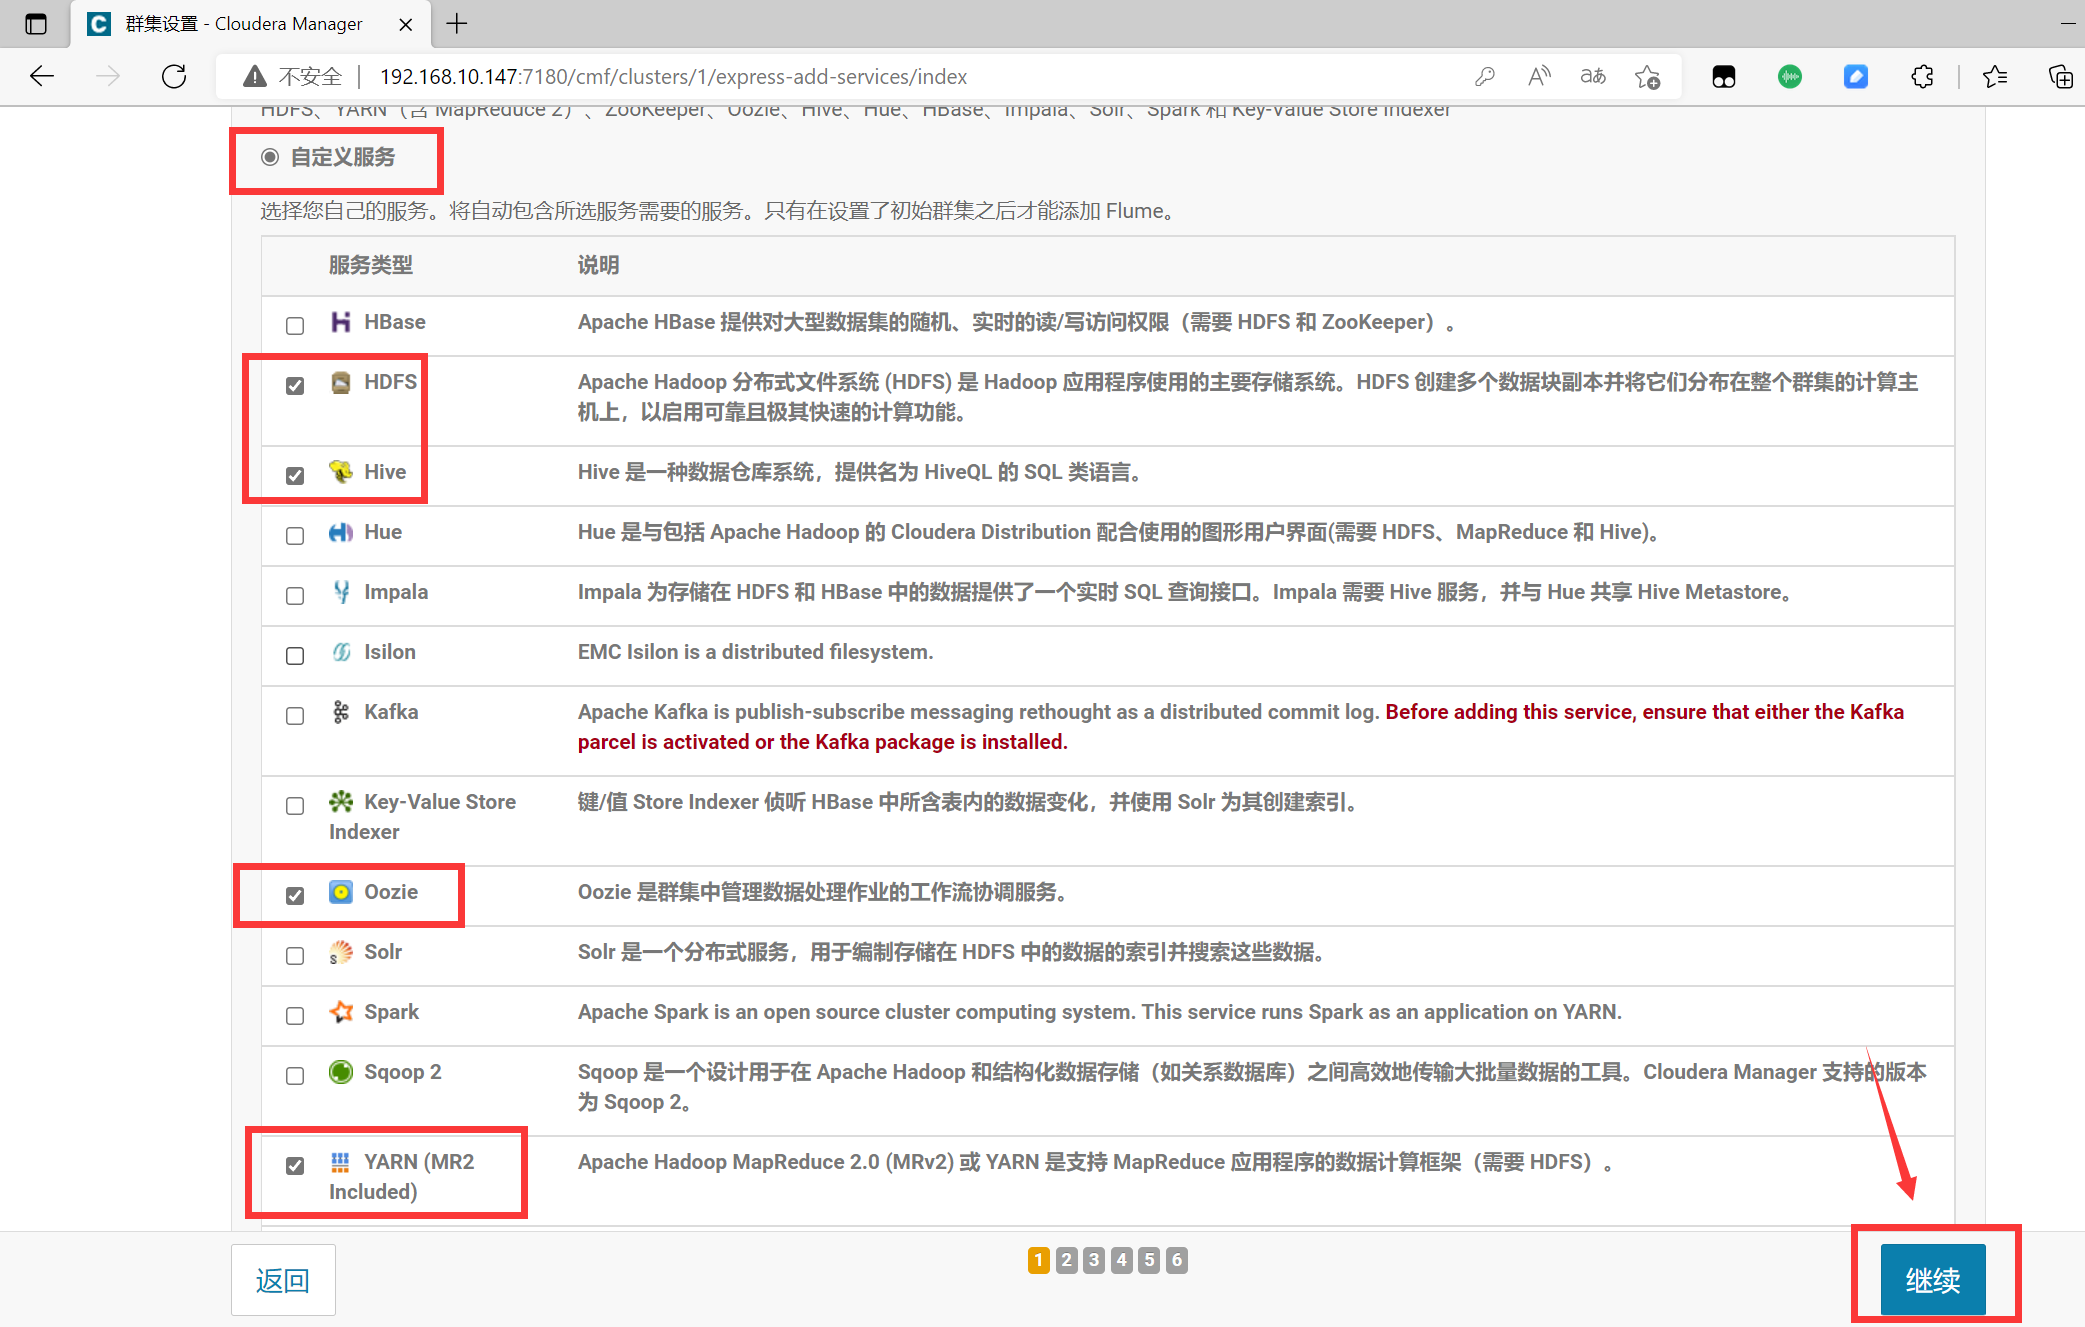 群集设置 - Cloudera Manager
不安全 | 192.168.10.147:7180/cmf/clusters/1/express-add-services/index
HDFS、YARN（含 MapReduce 2）、ZooKeeper、Oozie、Hive、Hue、HBase、Impala、Solr、Spark 和 Key-Value Store Indexer
自定义服务
选择您自己的服务。将自动包含所选服务需要的服务。只有在设置了初始群集之后才能添加 Flume。
服务类型 说明
HBase Apache HBase 提供对大型数据集的随机、实时的读/写访问权限（需要 HDFS 和 ZooKeeper）。
HDFS Apache Hadoop 分布式文件系统 (HDFS) 是 Hadoop 应用程序使用的主要存储系统。HDFS 创建多个数据块副本并将它们分布在整个群集的计算主
机上，以启用可靠且极其快速的计算功能。
Hive Hive 是一种数据仓库系统，提供名为 HiveQL 的 SQL 类语言。
Hue Hue 是与包括 Apache Hadoop 的 Cloudera Distribution 配合使用的图形用户界面(需要 HDFS、MapReduce 和 Hive)。
Impala Impala 为存储在 HDFS 和 HBase 中的数据提供了一个实时 SQL 查询接口。Impala 需要 Hive 服务，并与 Hue 共享 Hive Metastore。
Isilon EMC Isilon is a distributed filesystem.
Kafka Apache Kafka is publish-subscribe messaging rethought as a distributed commit log. Before adding this service, ensure that either the Kafka
parcel is activated or the Kafka package is installed.
Key-Value Store 键/值 Store Indexer 侦听 HBase 中所含表内的数据变化，并使用 Solr 为其创建索引。
Indexer
Oozie Oozie 是群集中管理数据处理作业的工作流协调服务。
Solr Solr 是一个分布式服务，用于编制存储在 HDFS 中的数据的索引并搜索这些数据。
Spark Apache Spark is an open source cluster computing system. This service runs Spark as an application on YARN.
Sqoop 2 Sqoop 是一个设计用于在 Apache Hadoop 和结构化数据存储（如关系数据库）之间高效地传输大批量数据的工具。Cloudera Manager 支持的版本
为 Sqoop 2。
YARN (MR2 Apache Hadoop MapReduce 2.0 (MRv2) 或 YARN 是支持 MapReduce 应用程序的数据计算框架（需要 HDFS）。
Included)
返回 1 2 3 4 5 6 继续